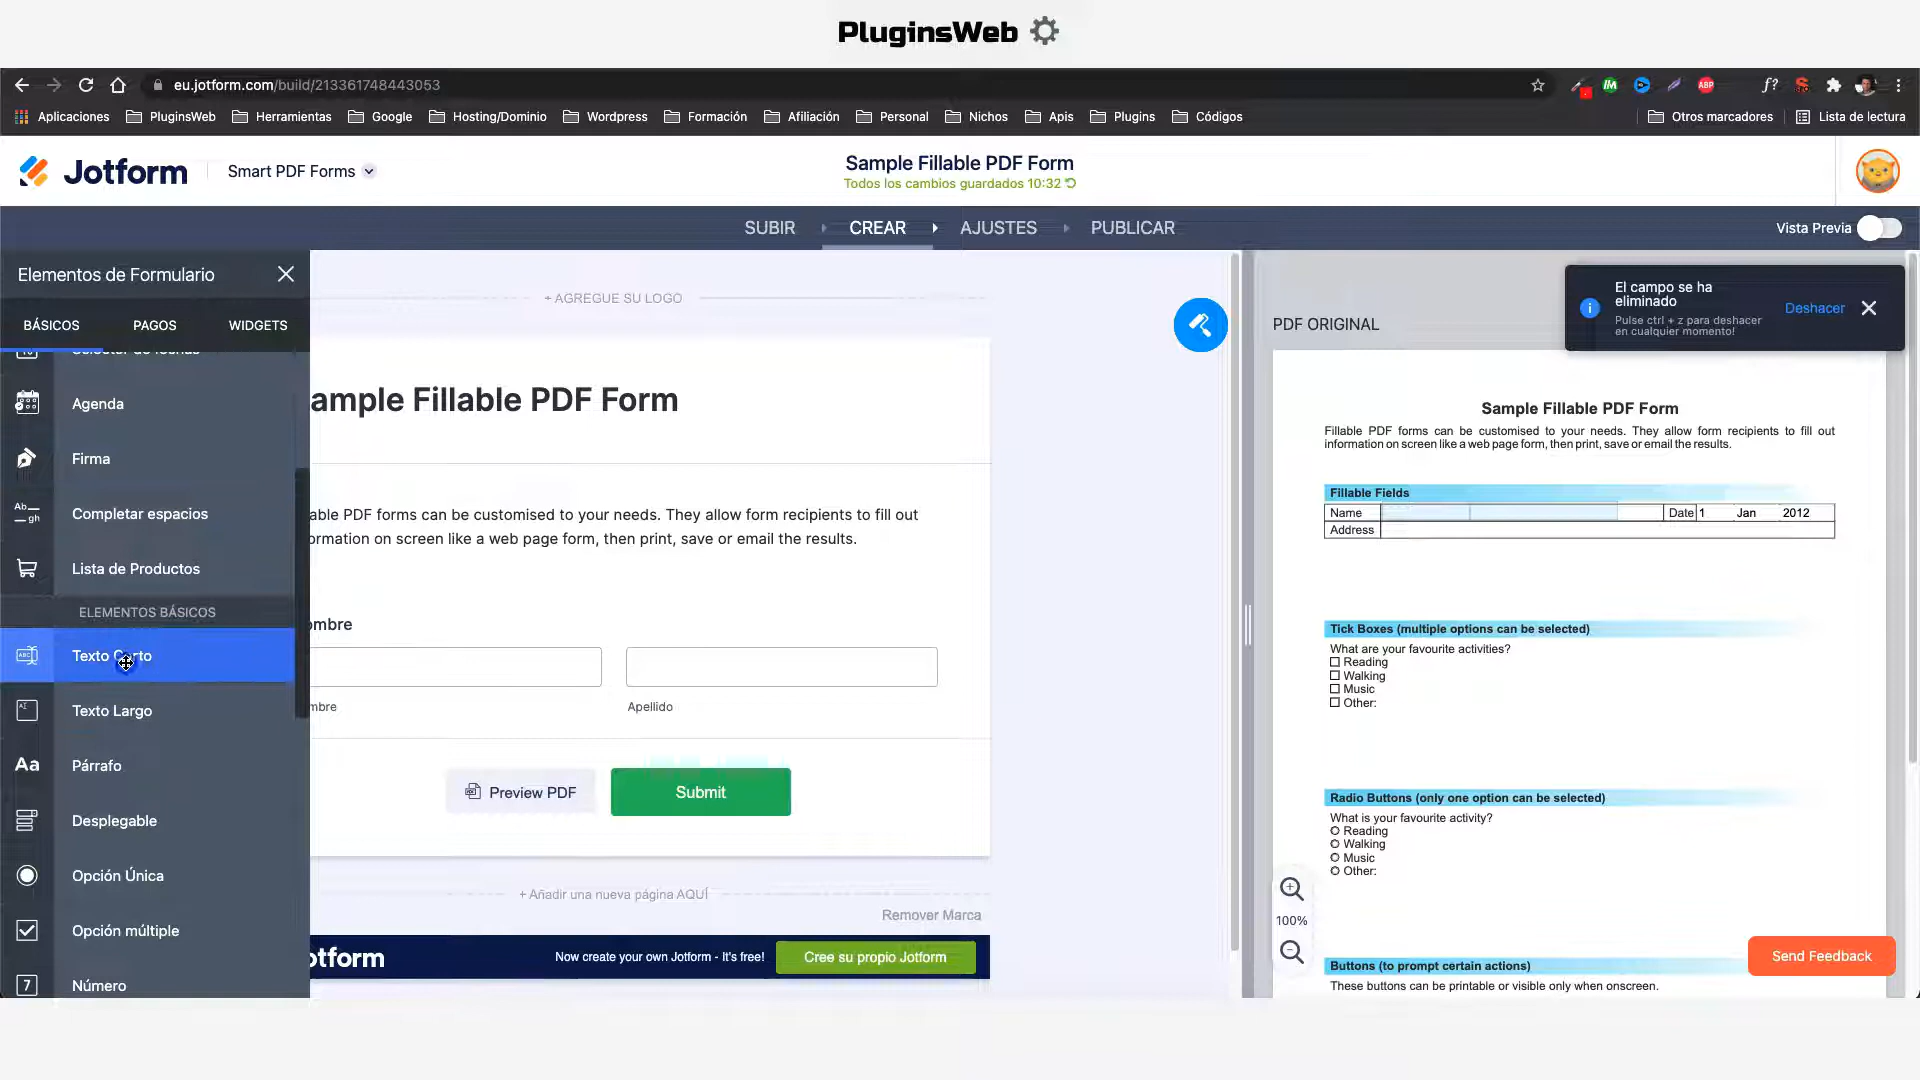 PluginsWeb
eu.jotform.com/build/213361748443053
Aplicaciones
PluginsWeb
Herramientas
Google
Hosting/Dominio
Wordpress
Formación
Afiliación
Personal
Nichos
Apis
Plugins
Códigos
Otros marcadores
Lista de lectura
Jotform
Smart PDF Forms
Sample Fillable PDF Form
Todos los cambios guardados 10:32
SUBIR
CREAR
AJUSTES
PUBLICAR
Vista Previa
Elementos de Formulario
BÁSICOS
PAGOS
WIDGETS
Agenda
Firma
Completar espacios
Lista de Productos
ELEMENTOS BÁSICOS
Texto Corto
Texto Largo
Aa
Párrafo
Desplegable
Opción Única
Opción múltiple
7
Número
+ AGREGUE SU LOGO
ample Fillable PDF Form
able PDF forms can be customised to your needs. They allow form recipients to fill out
ormation on screen like a web page form, then print, save or email the results.
ombre
mbre
Apellido
Preview PDF
Submit
+ Añadir una nueva página AQUÍ
Remover Marca
otform
Now create your own Jotform - It's free!
Cree su propio Jotform
El campo se ha
eliminado
Pulse ctrl + z para deshacer
en cualquier momento!
Deshacer
PDF ORIGINAL
Sample Fillable PDF Form
Fillable PDF forms can be customised to your needs. They allow form recipients to fill out
information on screen like a web page form, then print, save or email the results.
Fillable Fields
Name
Date 1 Jan 2012
Address
Tick Boxes (multiple options can be selected)
What are your favourite activities?
Reading
Walking
Music
Other:
Radio Buttons (only one option can be selected)
What is your favourite activity?
Reading
Walking
Music
Other:
Buttons (to prompt certain actions)
These buttons can be printable or visible only when onscreen.
100%
Send Feedback